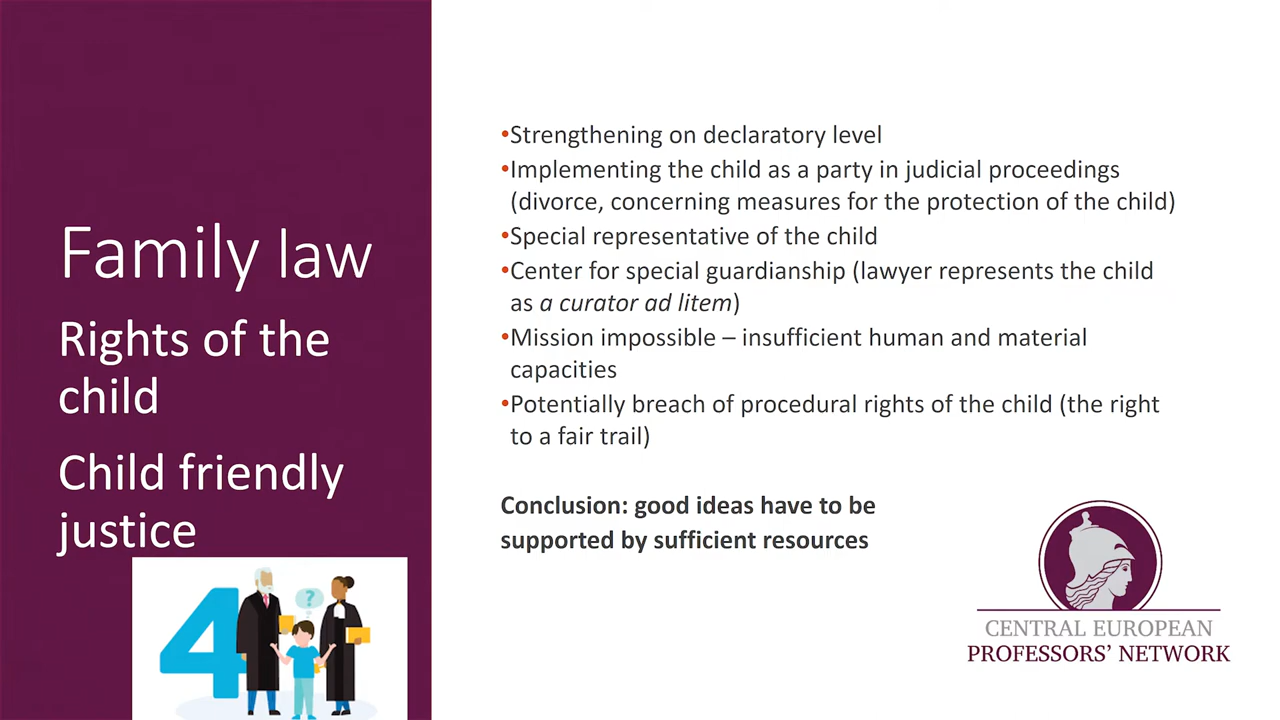 Family law
Rights of the
child
Child friendly
justice
4
?
•Strengthening on declaratory level
•Implementing the child as a party in judicial proceedings
(divorce, concerning measures for the protection of the child)
•Special representative of the child
•Center for special guardianship (lawyer represents the child
as a curator ad litem)
•Mission impossible – insufficient human and material
capacities
•Potentially breach of procedural rights of the child (the right
to a fair trail)
Conclusion: good ideas have to be
supported by sufficient resources
CENTRAL EUROPEAN
PROFESSORS' NETWORK